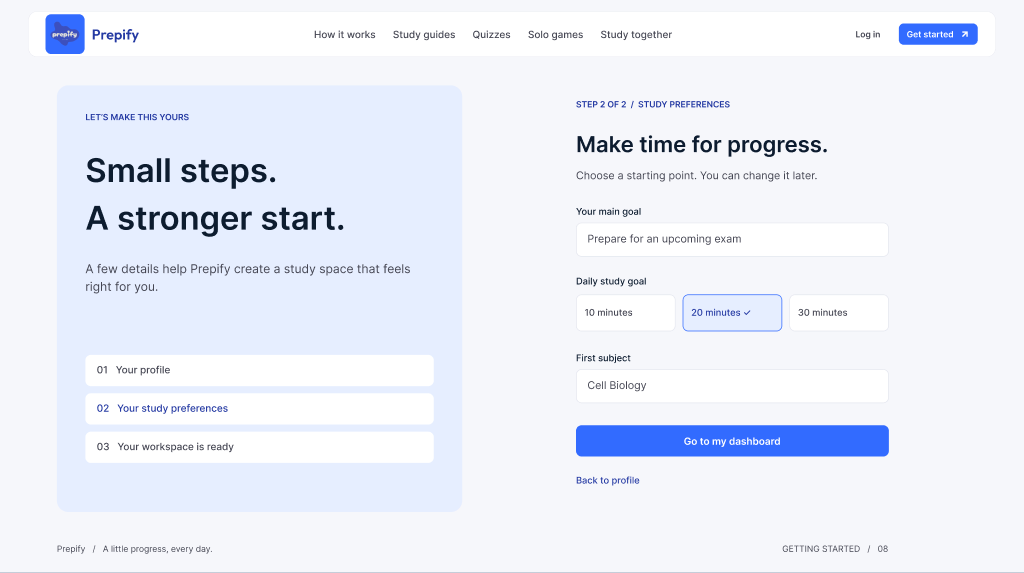 prepify
Prepify
How it works
Study guides
Quizzes
Solo games
Study together
Log in
Get started
LET'S MAKE THIS YOURS
Small steps.
A stronger start.
A few details help Prepify create a study space that feels
right for you.
01 Your profile
02 Your study preferences
03 Your workspace is ready
STEP 2 OF 2 / STUDY PREFERENCES
Make time for progress.
Choose a starting point. You can change it later.
Your main goal
Prepare for an upcoming exam
Daily study goal
10 minutes
20 minutes ✓
30 minutes
First subject
Cell Biology
Go to my dashboard
Back to profile
Prepify / A little progress, every day.
GETTING STARTED / 08